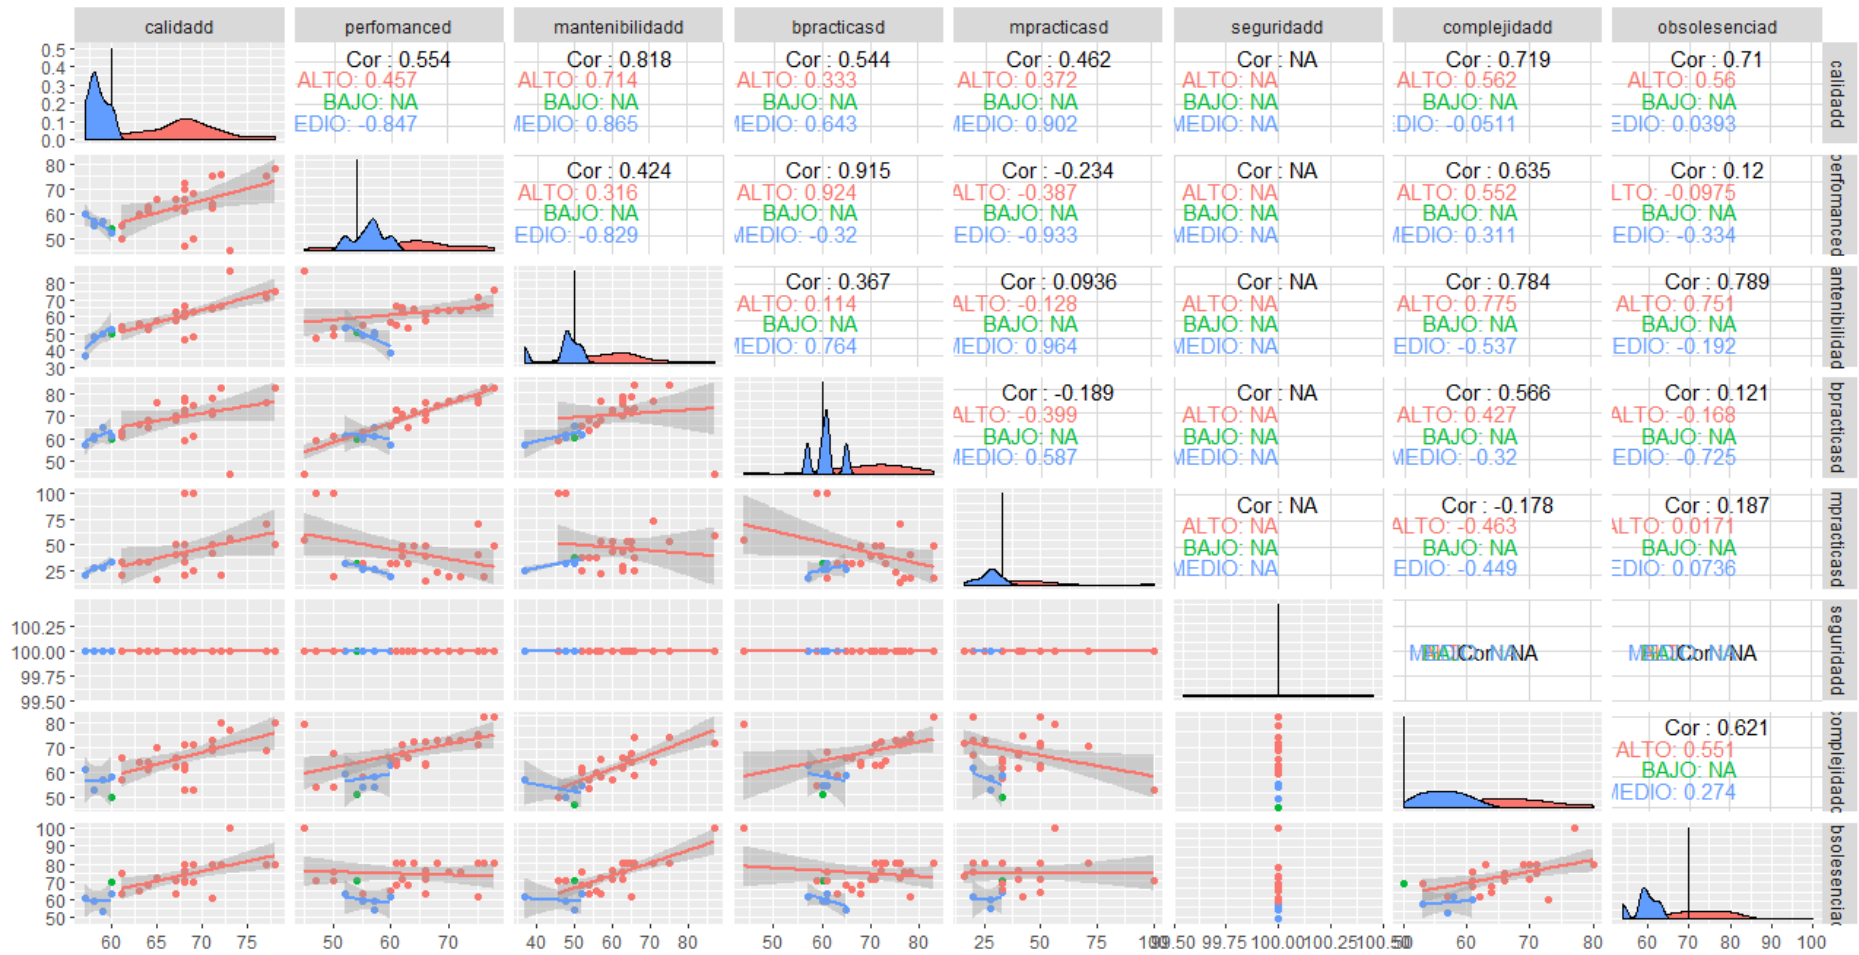 calidadd perfomanced mantenibilidadd bpracticasd mpracticasd seguridadd complejidadd obsolesenciad
0.5
0.4
0.3
0.2
0.1
0.0
Cor : 0.554
ALTO: 0.457
BAJO: NA
EDIO: -0.847
Cor : 0.818
ALTO: 0.714
BAJO: NA
MEDIO: 0.865
Cor : 0.544
ALTO: 0.333
BAJO: NA
MEDIO: 0.643
Cor : 0.462
ALTO: 0.372
BAJO: NA
MEDIO: 0.902
Cor : NA
ALTO: NA
BAJO: NA
MEDIO: NA
Cor : 0.719
ALTO: 0.562
BAJO: NA
EDIO: -0.0511
Cor : 0.71
ALTO: 0.56
BAJO: NA
EDIO: 0.0393
calidadd
80
70
60
50
Cor : 0.424
ALTO: 0.316
BAJO: NA
EDIO: -0.829
Cor : 0.915
ALTO: 0.924
BAJO: NA
MEDIO: -0.32
Cor : -0.234
ALTO: -0.387
BAJO: NA
EDIO: -0.933
Cor : NA
ALTO: NA
BAJO: NA
MEDIO: NA
Cor : 0.635
ALTO: 0.552
BAJO: NA
MEDIO: 0.311
Cor : 0.12
LTO: -0.0975
BAJO: NA
EDIO: -0.334
perfomanced
80
70
60
50
40
30
Cor : 0.367
ALTO: 0.114
BAJO: NA
MEDIO: 0.764
Cor : 0.0936
ALTO: -0.128
BAJO: NA
MEDIO: 0.964
Cor : NA
ALTO: NA
BAJO: NA
MEDIO: NA
Cor : 0.784
ALTO: 0.775
BAJO: NA
EDIO: -0.537
Cor : 0.789
ALTO: 0.751
BAJO: NA
EDIO: -0.192
antenibilidad
80
70
60
50
Cor : -0.189
ALTO: -0.399
BAJO: NA
MEDIO: 0.587
Cor : NA
ALTO: NA
BAJO: NA
MEDIO: NA
Cor : 0.566
ALTO: 0.427
BAJO: NA
MEDIO: -0.32
Cor : 0.121
ALTO: -0.168
BAJO: NA
EDIO: -0.725
bpracticasd
100
75
50
25
Cor : NA
ALTO: NA
BAJO: NA
MEDIO: NA
Cor : -0.178
ALTO: -0.463
BAJO: NA
EDIO: -0.449
Cor : 0.187
ALTO: 0.0171
BAJO: NA
EDIO: 0.0736
mpracticasd
100.25
100.00
99.75
99.50
seguridadd
80
70
60
50
Cor : 0.621
ALTO: 0.551
BAJO: NA
MEDIO: 0.274
complejidadd
100
90
80
70
60
50
bsolesencia
60 65 70 75
50 60 70
40 50 60 70 80
50 60 70 80
25 50 75
99.75 100.00 100.25
60 70 80
60 70 80 90 100